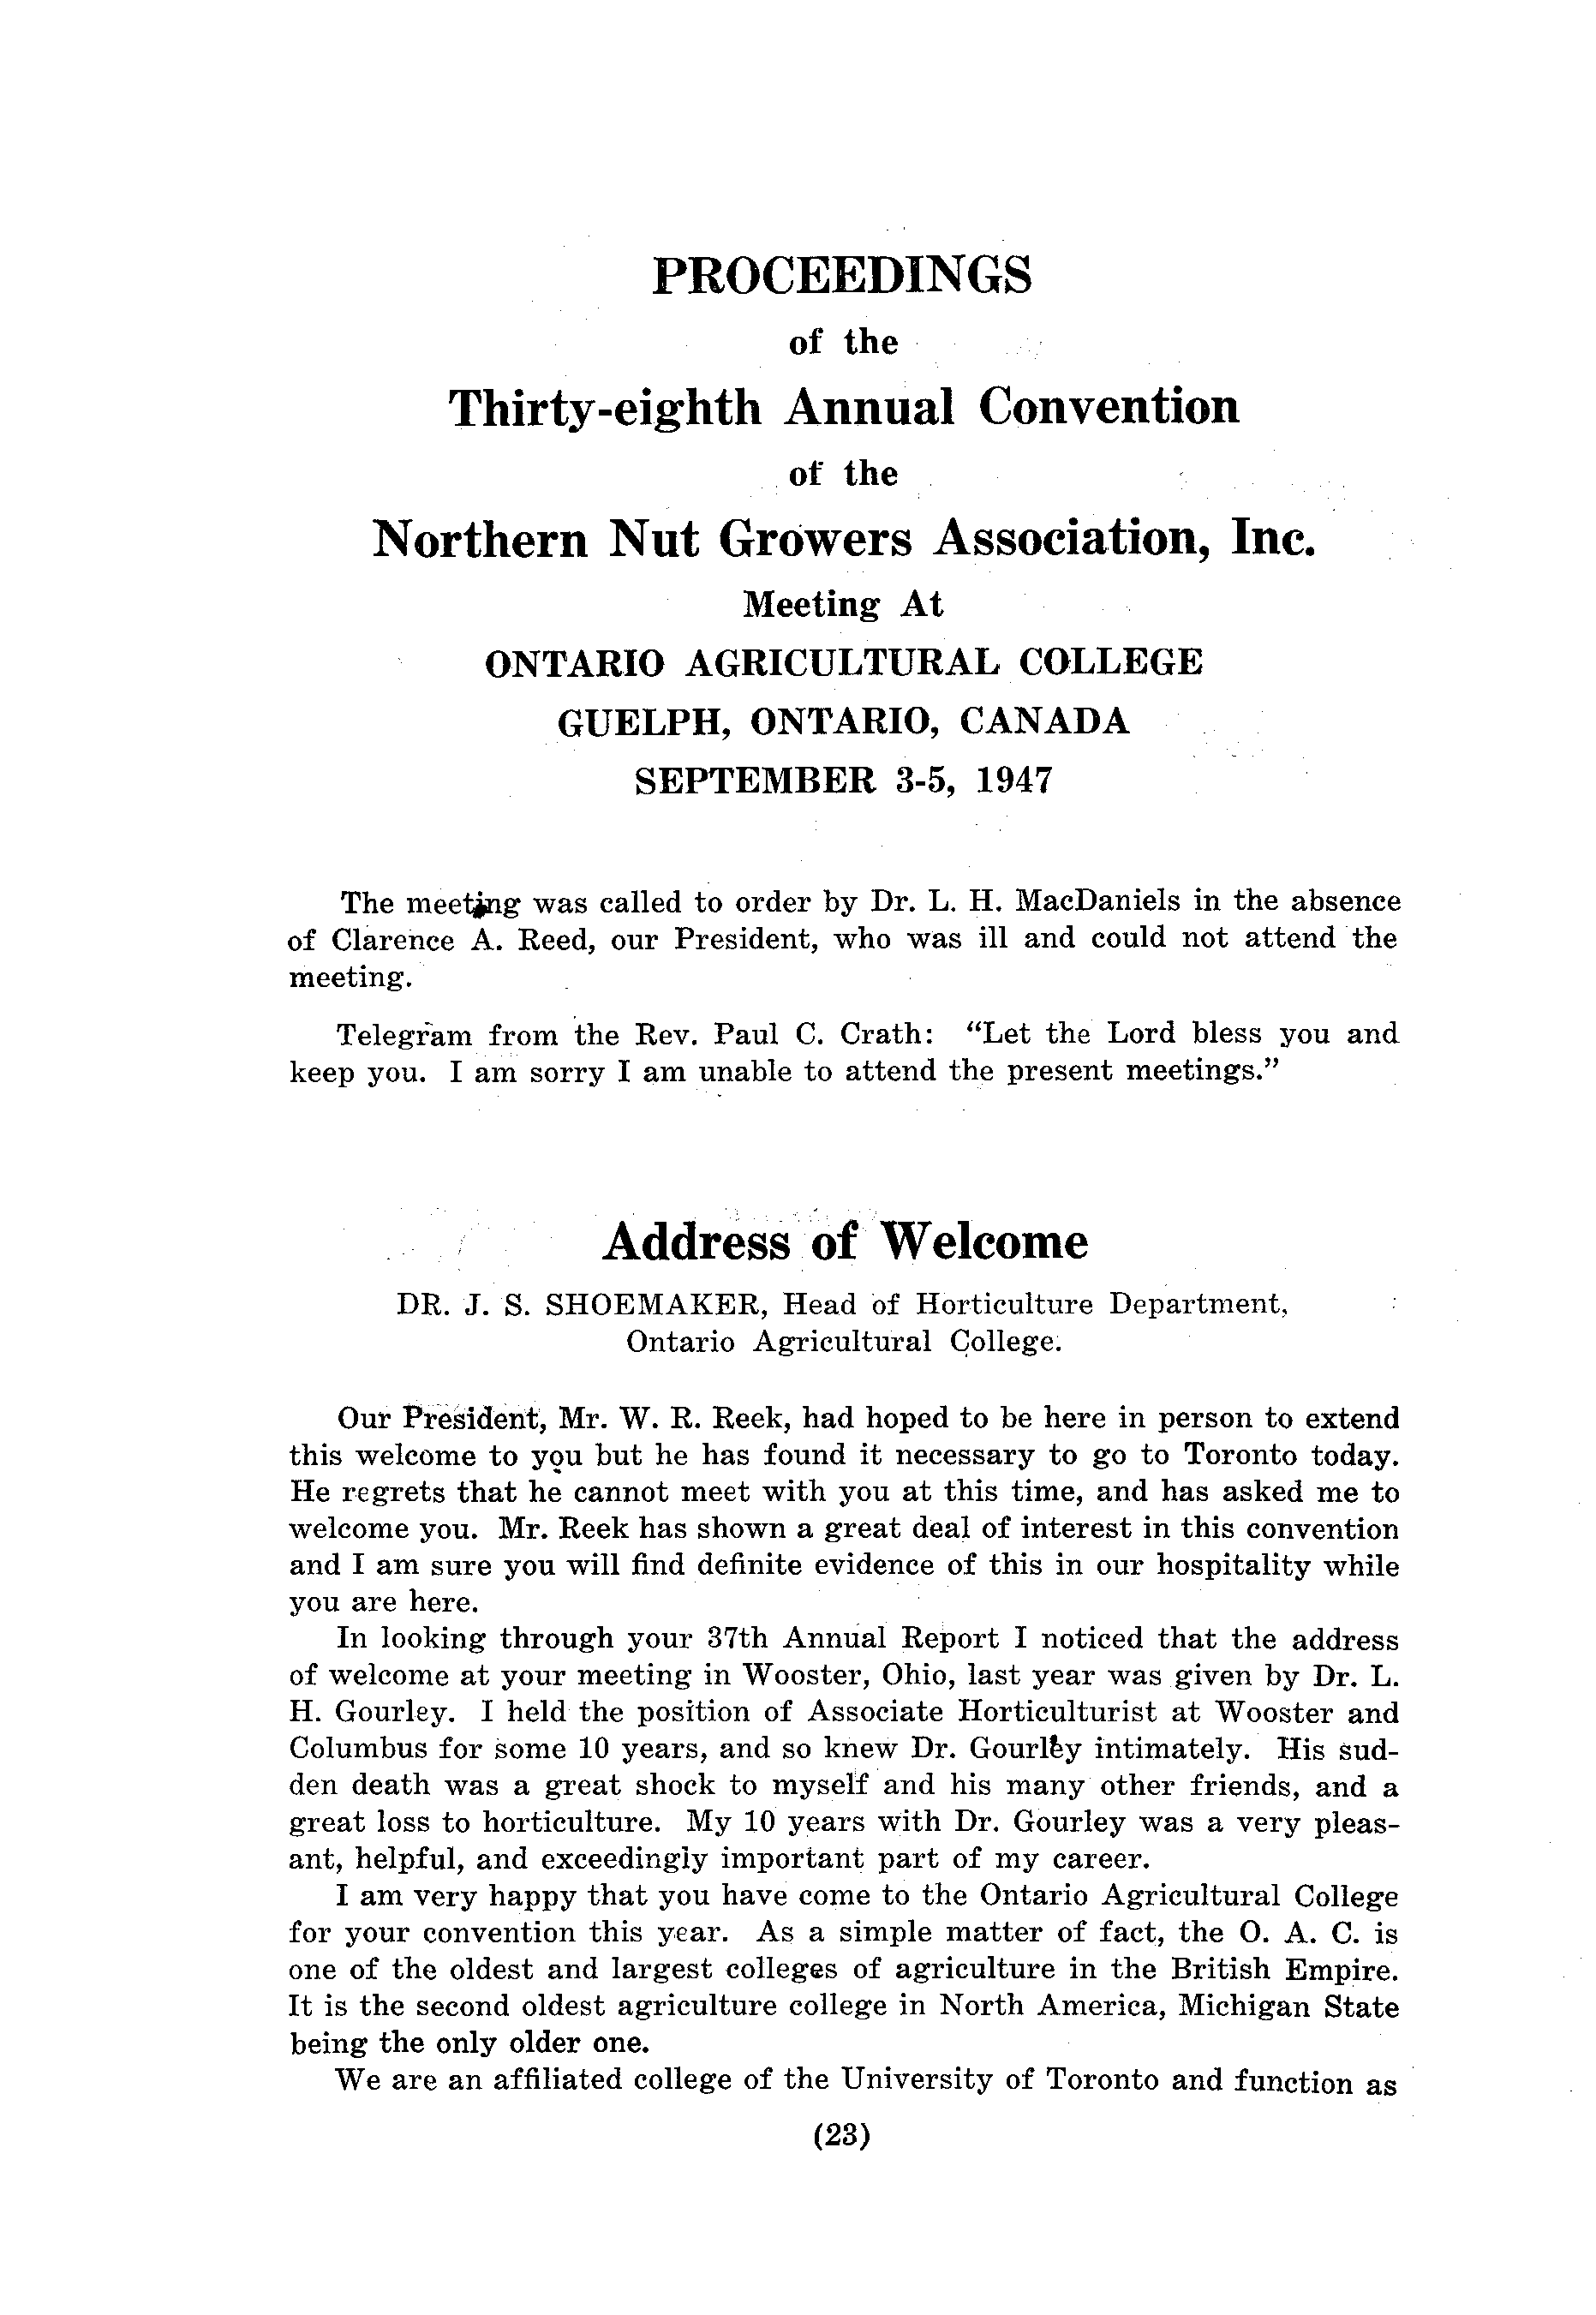 PROCEEDINGS
of the
Thirty-eighth Annual Convention
of the
Northern Nut Growers Association, Inc.
Meeting At
ONTARIO AGRICULTURAL COLLEGE
GUELPH, ONTARIO, CANADA
SEPTEMBER 3-5, 1947
The meeting was called to order by Dr. L. H. MacDaniels in the absence
of Clarence A. Reed, our President, who was ill and could not attend the
meeting.
Telegram from the Rev. Paul C. Crath: “Let the Lord bless you and
keep you. I am sorry I am unable to attend the present meetings.”
Address of Welcome
DR. J. S. SHOEMAKER, Head of Horticulture Department,
Ontario Agricultural College.
Our President, Mr. W. R. Reek, had hoped to be here in person to extend
this welcome to you but he has found it necessary to go to Toronto today.
He regrets that he cannot meet with you at this time, and has asked me to
welcome you. Mr. Reek has shown a great deal of interest in this convention
and I am sure you will find definite evidence of this in our hospitality while
you are here.
In looking through your 37th Annual Report I noticed that the address
of welcome at your meeting in Wooster, Ohio, last year was given by Dr. L.
H. Gourley. I held the position of Associate Horticulturist at Wooster and
Columbus for some 10 years, and so knew Dr. Gourley intimately. His sud-
den death was a great shock to myself and his many other friends, and a
great loss to horticulture. My 10 years with Dr. Gourley was a very pleas-
ant, helpful, and exceedingly important part of my career.
I am very happy that you have come to the Ontario Agricultural College
for your convention this year. As a simple matter of fact, the O. A. C. is
one of the oldest and largest colleges of agriculture in the British Empire.
It is the second oldest agriculture college in North America, Michigan State
being the only older one.
We are an affiliated college of the University of Toronto and function as
(23)